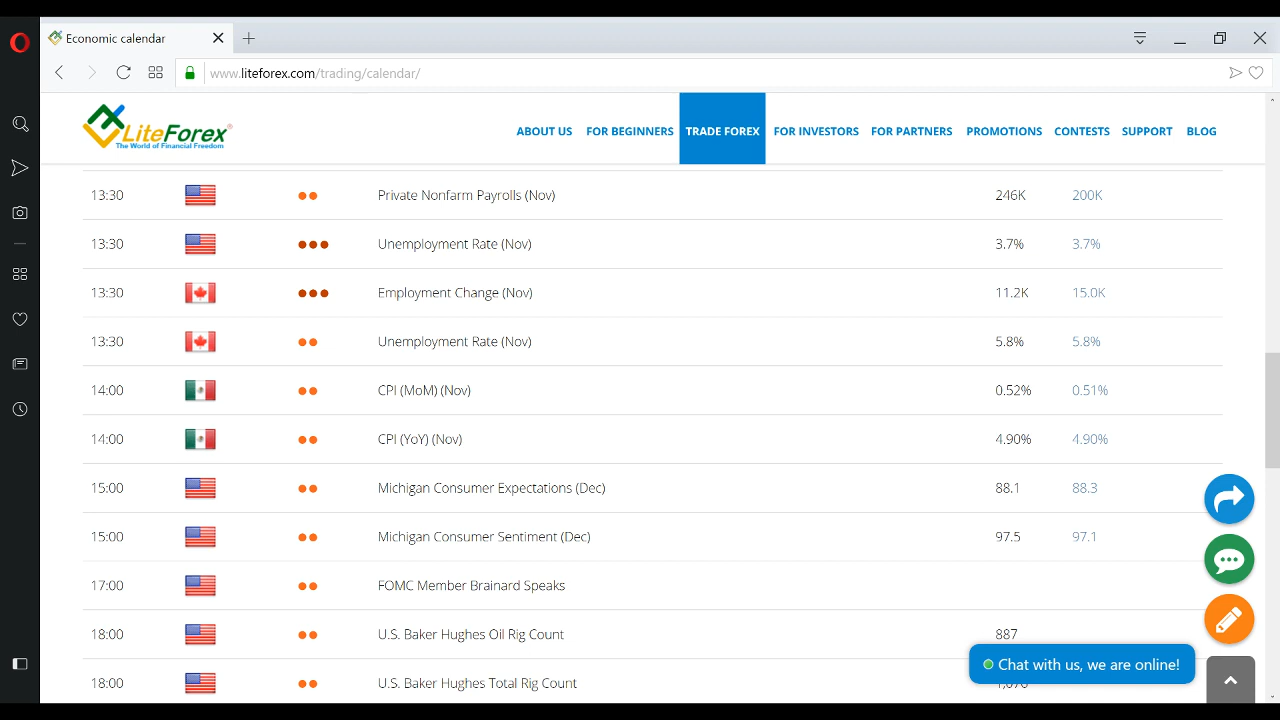 Economic calendar
www.liteforex.com/trading/calendar/
LiteForex
The World of Financial Freedom
ABOUT US FOR BEGINNERS TRADE FOREX FOR INVESTORS FOR PARTNERS PROMOTIONS CONTESTS SUPPORT BLOG
13:30 Private Nonfarm Payrolls (Nov) 246K 200K
13:30 Unemployment Rate (Nov) 3.7% 3.7%
13:30 Employment Change (Nov) 11.2K 15.0K
13:30 Unemployment Rate (Nov) 5.8% 5.8%
14:00 CPI (MoM) (Nov) 0.52% 0.51%
14:00 CPI (YoY) (Nov) 4.90% 4.90%
15:00 Michigan Consumer Expectations (Dec) 88.1 88.3
15:00 Michigan Consumer Sentiment (Dec) 97.5 97.1
17:00 FOMC Member Brainard Speaks
18:00 U.S. Baker Hughes Oil Rig Count 887
Chat with us, we are online!
18:00 U.S. Baker Hughes Total Rig Count